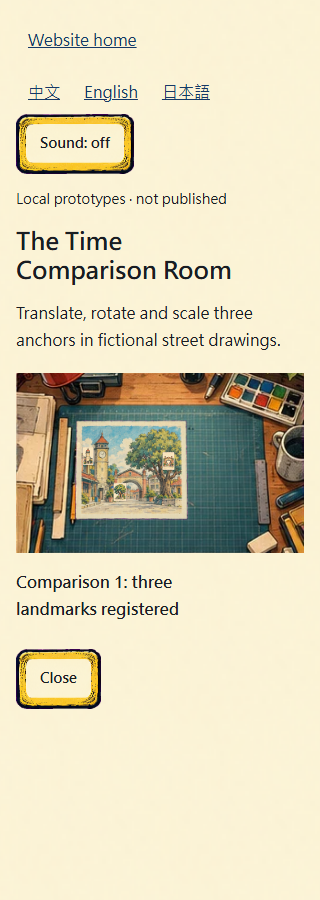 Website home
中文 English 日本語
Sound: off
Local prototypes · not published
The Time
Comparison Room
Translate, rotate and scale three
anchors in fictional street drawings.
Comparison 1: three
landmarks registered
Close